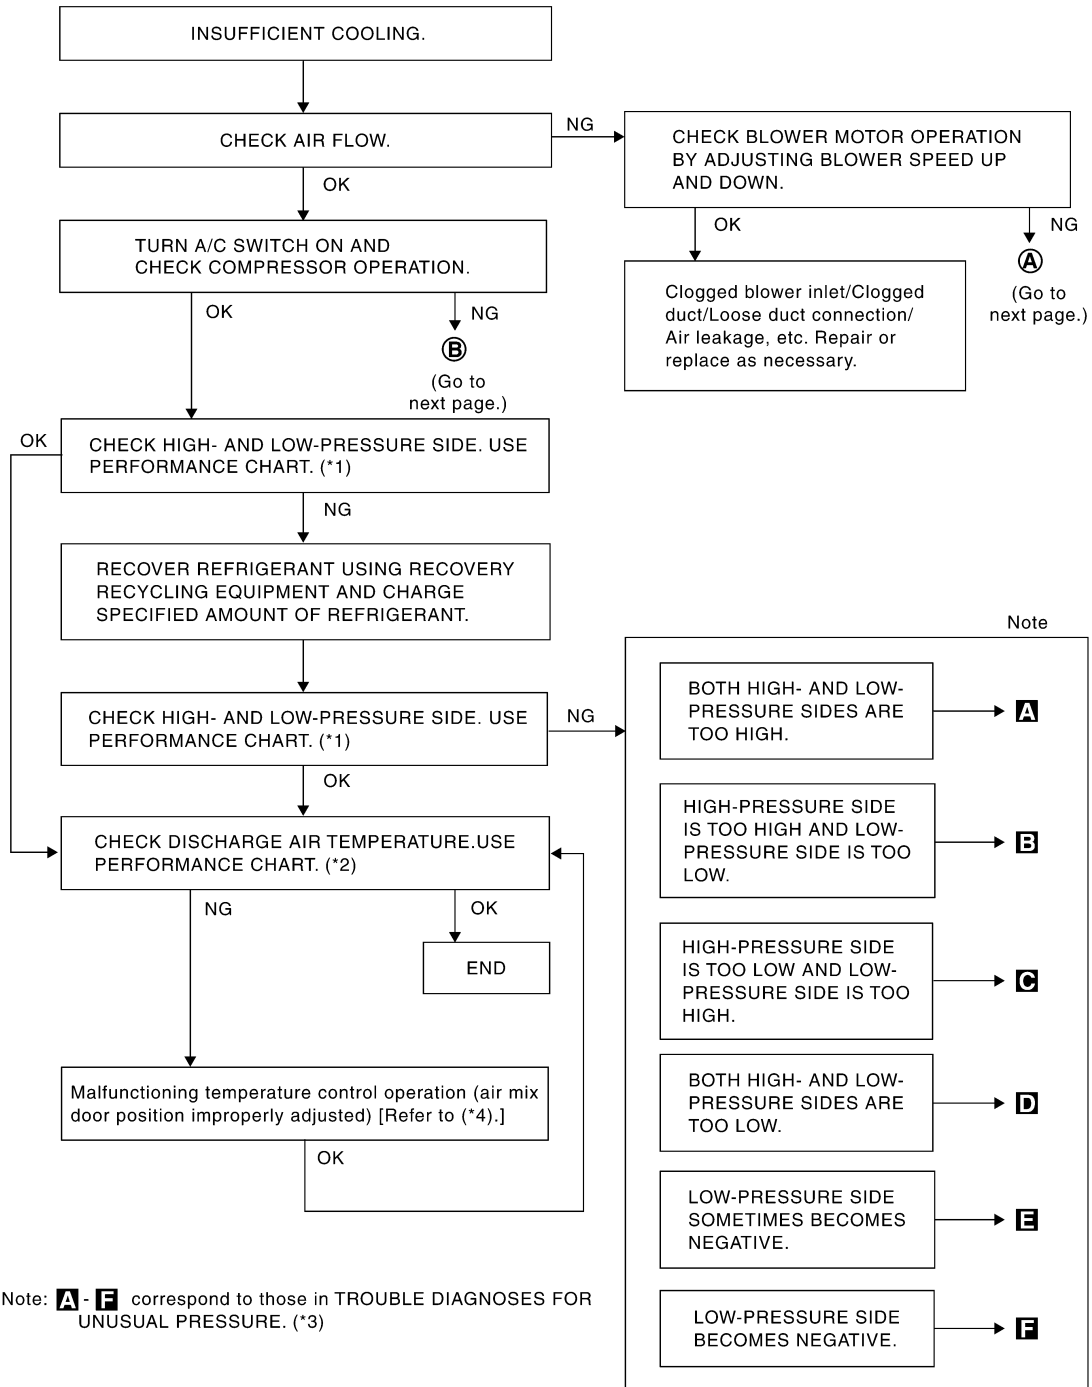 INSUFFICIENT COOLING.
CHECK AIR FLOW.
NG
CHECK BLOWER MOTOR OPERATION
BY ADJUSTING BLOWER SPEED UP
AND DOWN.
OK
OK
NG
TURN A/C SWITCH ON AND
CHECK COMPRESSOR OPERATION.
A
(Go to
next page.)
Clogged blower inlet/Clogged
duct/Loose duct connection/
Air leakage, etc. Repair or
replace as necessary.
OK
NG
B
(Go to
next page.)
OK
CHECK HIGH- AND LOW-PRESSURE SIDE. USE
PERFORMANCE CHART. (*1)
NG
RECOVER REFRIGERANT USING RECOVERY
RECYCLING EQUIPMENT AND CHARGE
SPECIFIED AMOUNT OF REFRIGERANT.
CHECK HIGH- AND LOW-PRESSURE SIDE. USE
PERFORMANCE CHART. (*1)
NG
OK
CHECK DISCHARGE AIR TEMPERATURE.USE
PERFORMANCE CHART. (*2)
NG
OK
END
Malfunctioning temperature control operation (air mix
door position improperly adjusted) [Refer to (*4).]
OK
Note
BOTH HIGH- AND LOW-
PRESSURE SIDES ARE
TOO HIGH.
A
HIGH-PRESSURE SIDE
IS TOO HIGH AND LOW-
PRESSURE SIDE IS TOO
LOW.
B
HIGH-PRESSURE SIDE
IS TOO LOW AND LOW-
PRESSURE SIDE IS TOO
HIGH.
C
BOTH HIGH- AND LOW-
PRESSURE SIDES ARE
TOO LOW.
D
LOW-PRESSURE SIDE
SOMETIMES BECOMES
NEGATIVE.
E
LOW-PRESSURE SIDE
BECOMES NEGATIVE.
F
Note: A - F correspond to those in TROUBLE DIAGNOSES FOR
UNUSUAL PRESSURE. (*3)